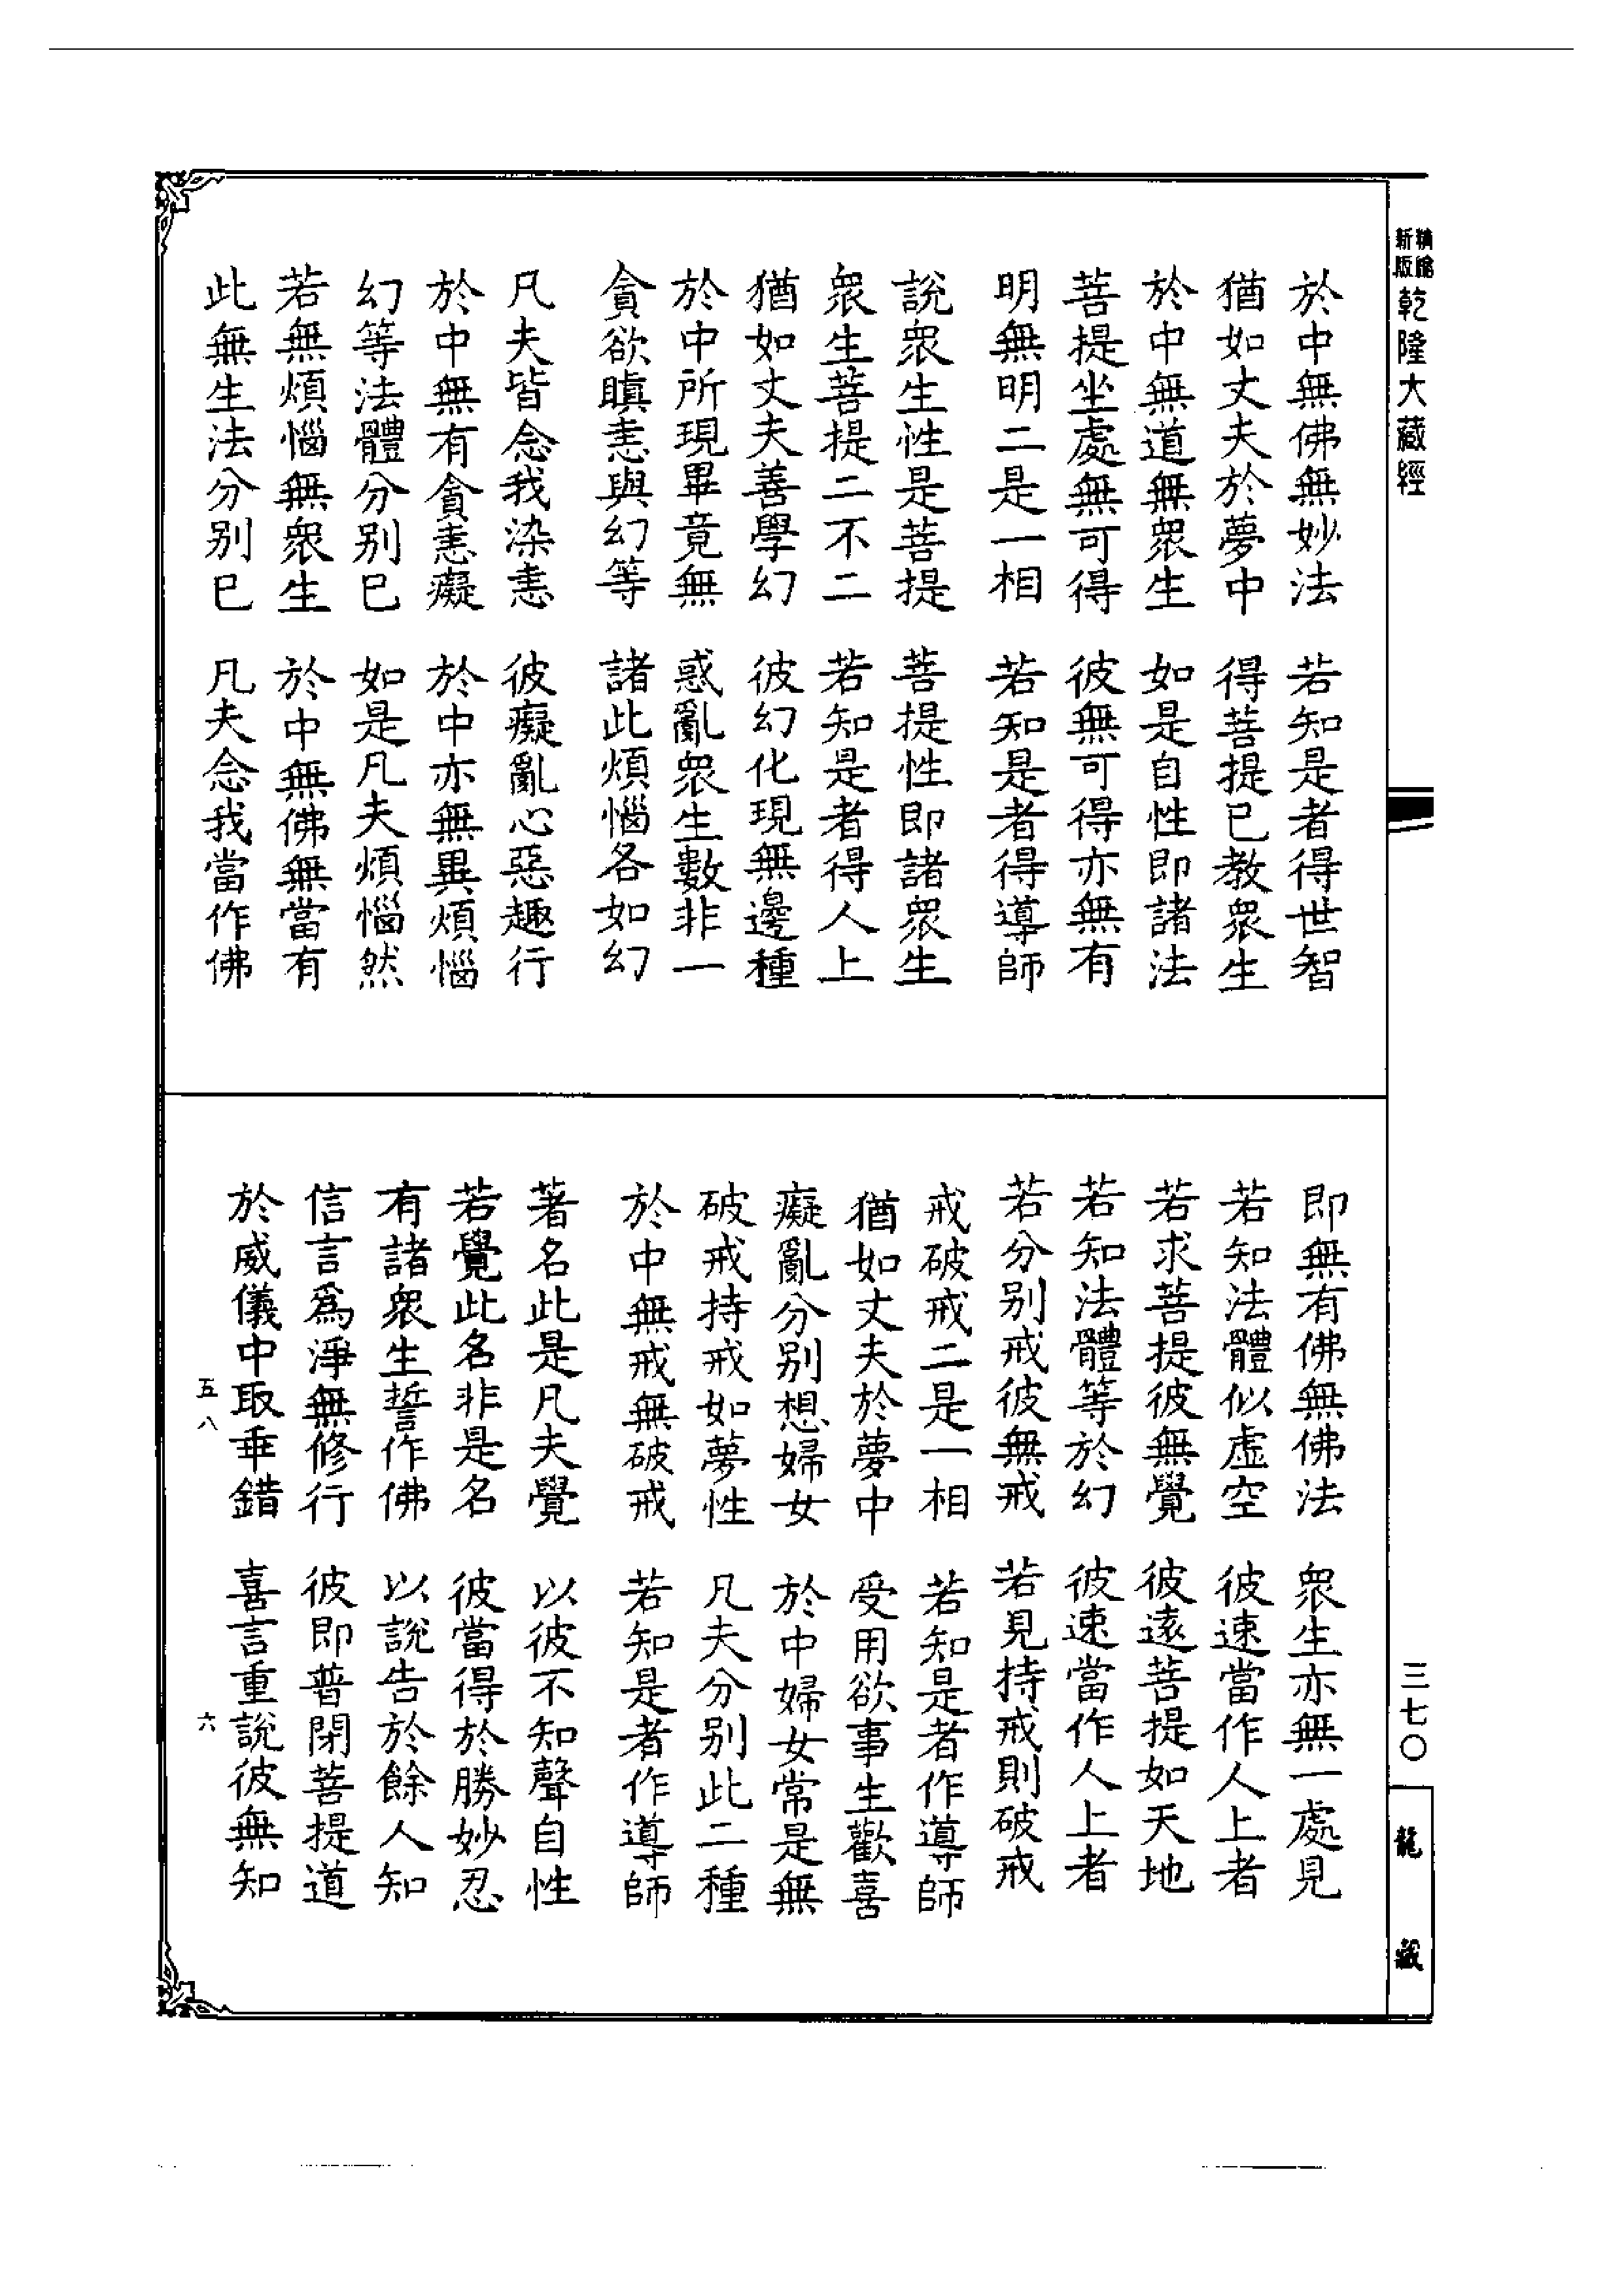 精縮新版乾隆大藏經
於中無佛無妙法　若知是者得世智
猶如丈夫於夢中　得菩提已教衆生
於中無道無衆生　如是自性即諸法
菩提坐處無可得　彼無可得亦無有
明無明二是一相　若知是者得導師
說衆生性是菩提　菩提性即諸衆生
衆生菩提二不二　若知是者得人上
猶如丈夫善學幻　彼幻化現無邊種
於中所現畢竟無　惑亂衆生數非一
貪欲瞋恚與幻等　諸此煩惱各如幻
凡夫皆念我染恚　彼癡亂心惡趣行
於中無有貪恚癡　於中亦無異煩惱
幻等法體分別已　如是凡夫煩惱然
若無煩惱無衆生　於中無佛無當有
此無生法分別已　凡夫念我當作佛
即無有佛無佛法　衆生亦無一處見
若知法體似虛空　彼速當作人上者
若求菩提彼無覺　彼遠菩提如天地
若知法體等於幻　彼速當作人上者
若分別戒彼無戒　若見持戒則破戒
戒破戒二是一相　若知是者作導師
猶如丈夫於夢中　受用欲事生歡喜
癡亂分別想婦女　於中婦女常是無
破戒持戒如夢性　凡夫分別此二種
於中無戒無破戒　若知是者作導師
著名此是凡夫覺　以彼不知聲自性
若覺此名非是名　彼當得於勝妙忍
有諸衆生誓作佛　以說告於餘人知
信言爲淨無修行　彼即普閉菩提道
於威儀中取乖錯　喜言重說彼無知
五八　六
三七〇
龍藏